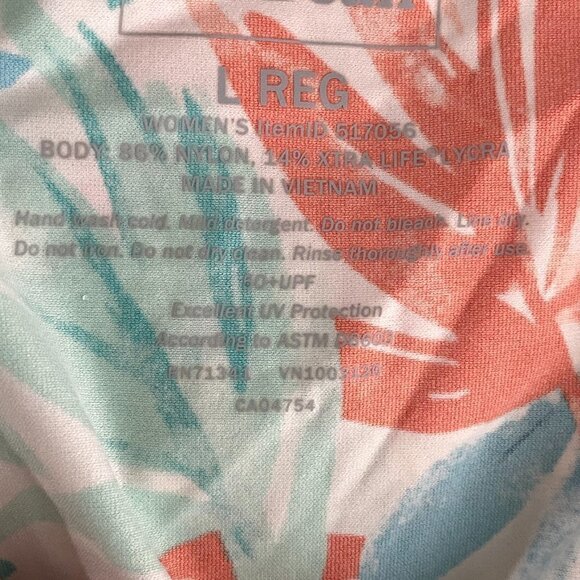 L REG
WOMEN'S ItemID 517056
BODY: 86% NYLON, 14% XTRA LIFE® LYCRA
MADE IN VIETNAM
Hand wash cold. Mild detergent. Do not bleach. Line dry.
Do not iron. Do not dry clean. Rinse thoroughly after use.
50+UPF
Excellent UV Protection
According to ASTM
CA04754